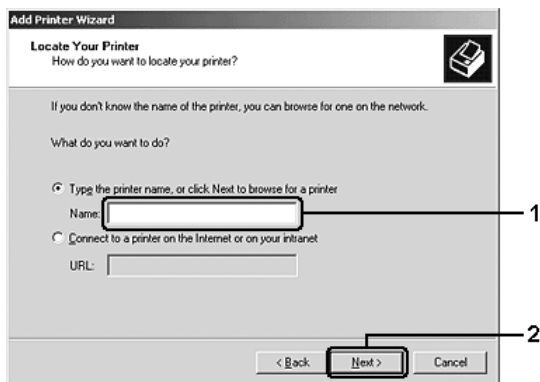 Add Printer Wizard
Locate Your Printer
How do you want to locate your printer?
If you don't know the name of the printer, you can browse for one on the network.
What do you want to do?
Type the printer name, or click Next to browse for a printer
Name:
1
Connect to a printer on the Internet or on your intranet
URL:
2
< Back
Next >
Cancel